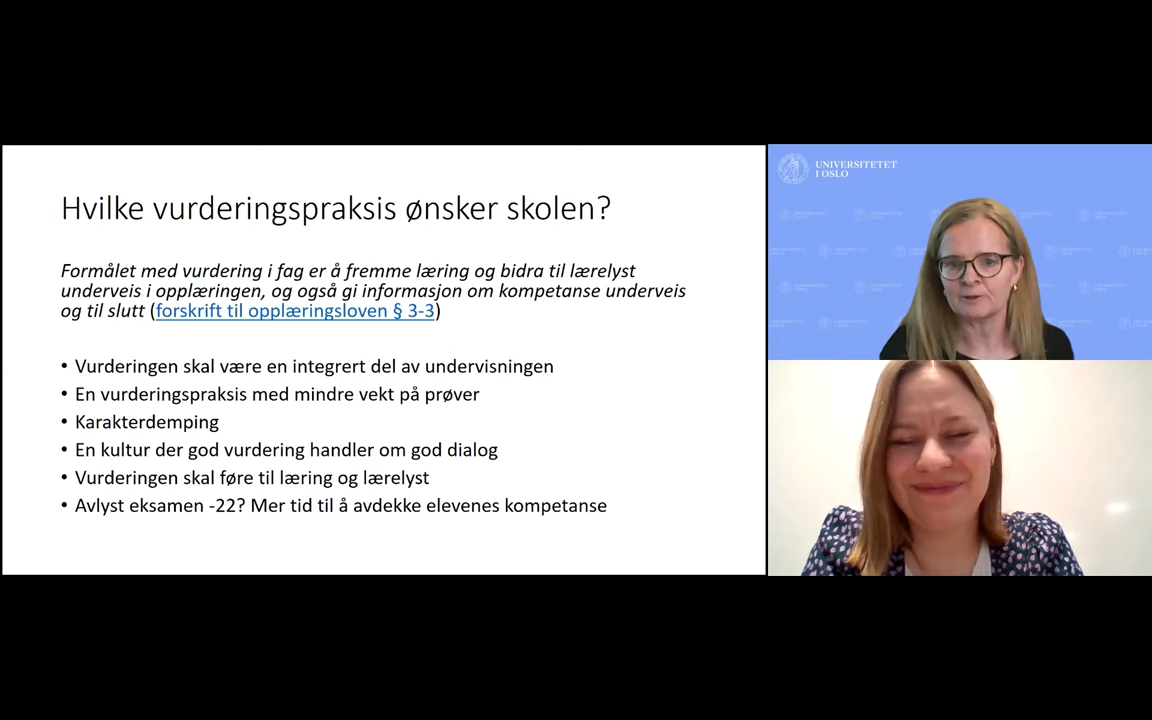 Hvilke vurderingspraksis ønsker skolen?
Formålet med vurdering i fag er å fremme læring og bidra til lærelyst
underveis i opplæringen, og også gi informasjon om kompetanse underveis
og til slutt (forskrift til opplæringsloven § 3-3)
• Vurderingen skal være en integrert del av undervisningen
• En vurderingspraksis med mindre vekt på prøver
• Karakterdemping
• En kultur der god vurdering handler om god dialog
• Vurderingen skal føre til læring og lærelyst
• Avlyst eksamen -22? Mer tid til å avdekke elevenes kompetanse
UNIVERSITETET
I OSLO